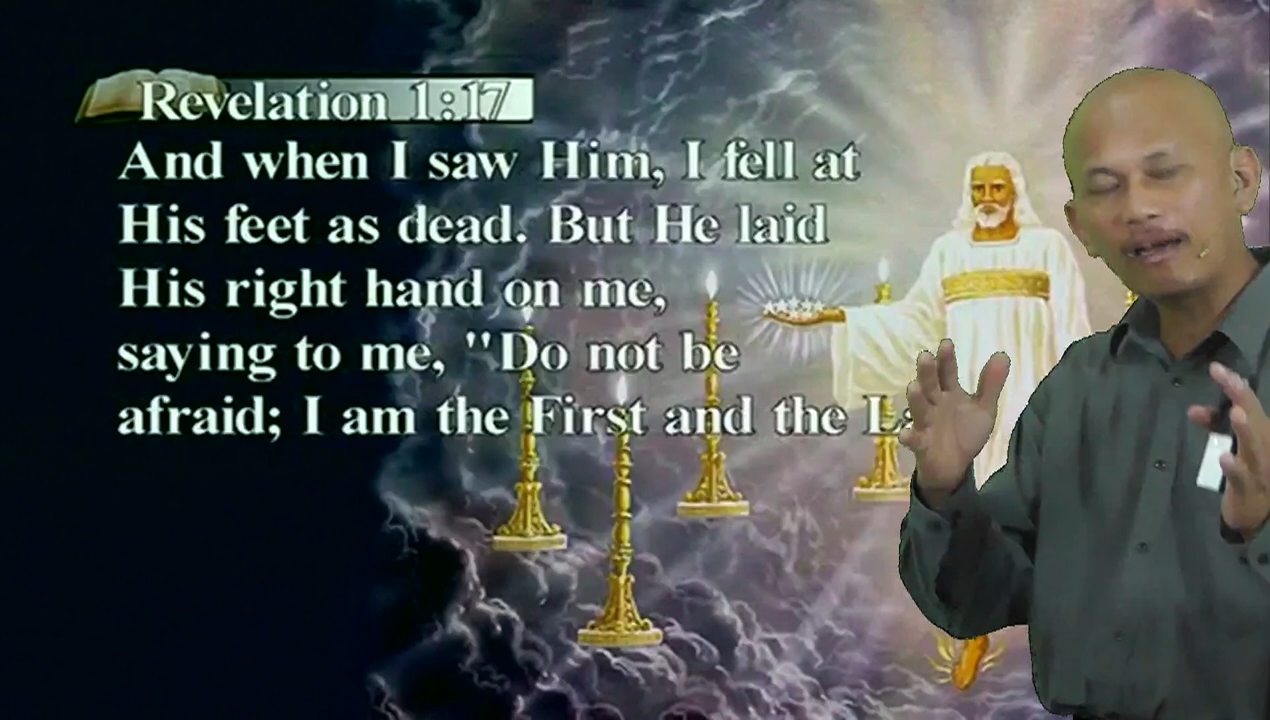 Revelation 1:17
And when I saw Him, I fell at
His feet as dead. But He laid
His right hand on me,
saying to me, "Do not be
afraid; I am the First and the